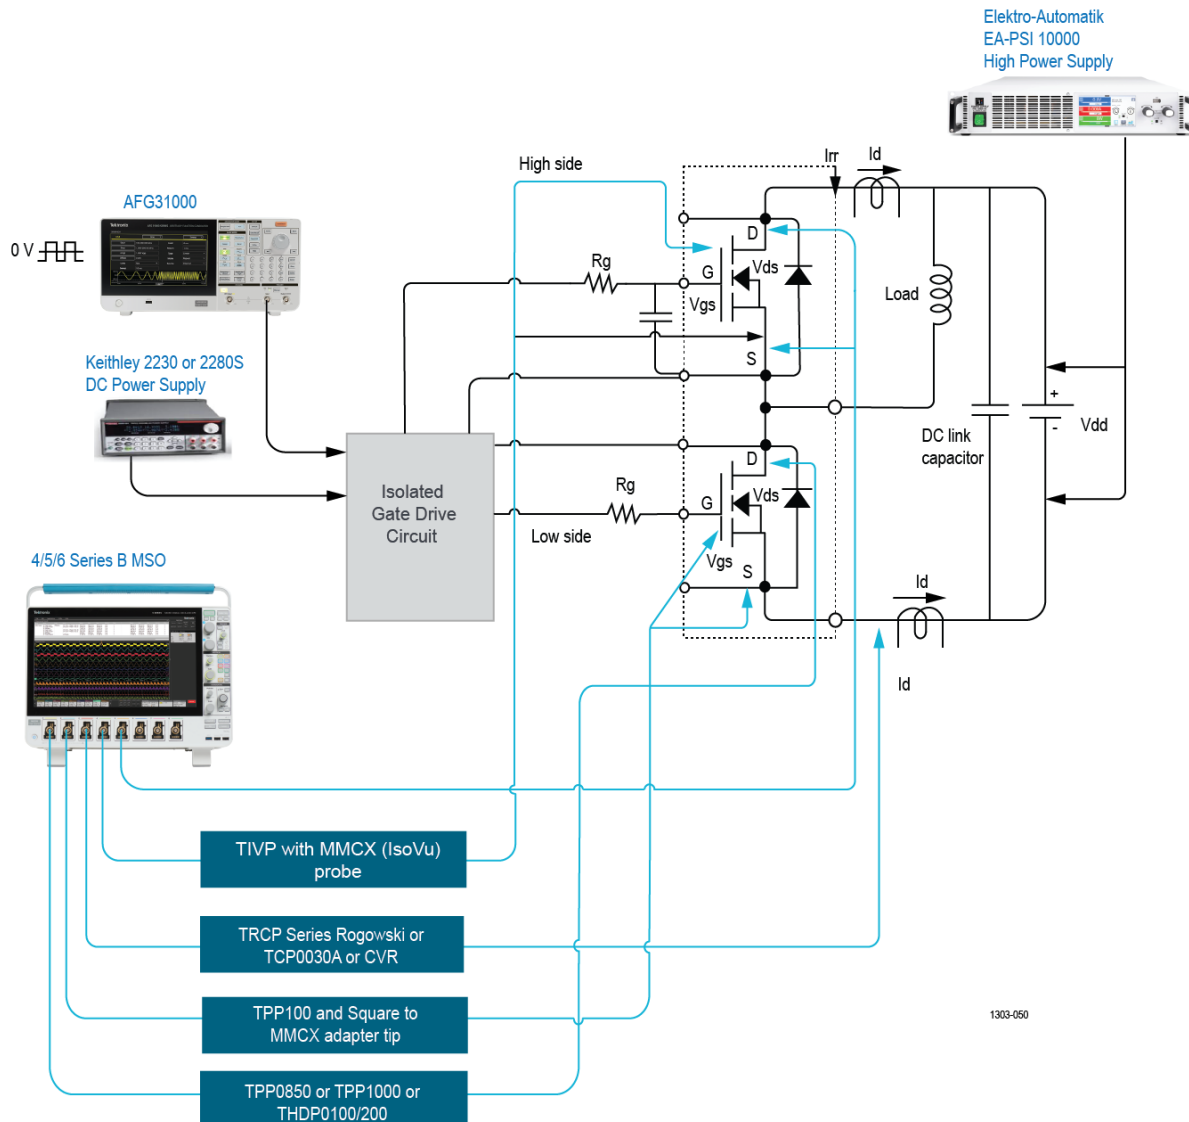 Elektro-Automatik
EA-PSI 10000
High Power Supply
High side
Irr
Id
AFG31000
Tektronix
0 V
D
Rg
G
Vds
Load
Vgs
S
Keithley 2230 or 2280S
DC Power Supply
+
-
Vdd
DC link
capacitor
D
Isolated
Gate Drive
Circuit
Rg
G
Vds
Low side
Vgs
S
4/5/6 Series B MSO
Id
Tektronix
Id
TIVP with MMCX (IsoVu)
probe
TRCP Series Rogowski or
TCP0030A or CVR
TPP100 and Square to
MMCX adapter tip
1303-050
TPP0850 or TPP1000 or
THDP0100/200